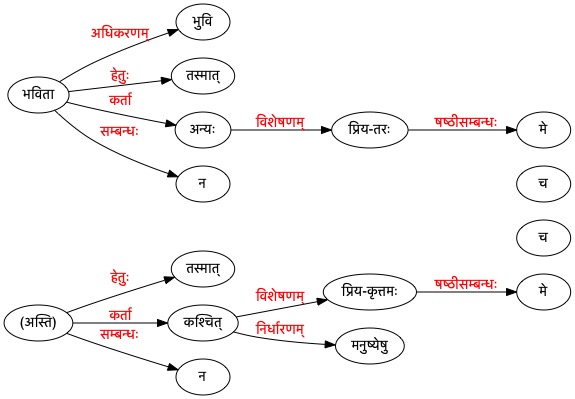 भुवि
अधिकरणम्
तस्मात्
हेतुः
भविता
कर्ता
अन्यः
विशेषणम्
प्रिय-तरः
षष्ठीसम्बन्धः
मे
सम्बन्धः
न
च
च
तस्मात्
हेतुः
(अस्ति)
कर्ता
कश्चित्
विशेषणम्
प्रिय-कृत्तमः
षष्ठीसम्बन्धः
मे
निर्धारणम्
मनुष्येषु
सम्बन्धः
न